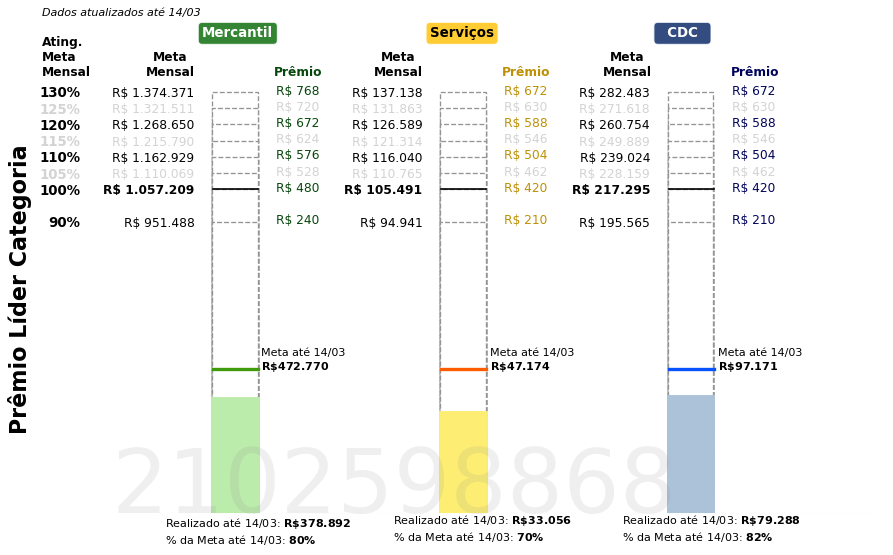 Dados atualizados até 14/03
Mercantil Serviços CDC
Ating. Meta Mensal
Meta Mensal Prêmio Meta Mensal Prêmio Meta Mensal Prêmio
130% R$ 1.374.371 R$ 768 R$ 137.138 R$ 672 R$ 282.483 R$ 672
125% R$ 1.321.511 R$ 720 R$ 131.863 R$ 630 R$ 271.618 R$ 630
120% R$ 1.268.650 R$ 672 R$ 126.589 R$ 588 R$ 260.754 R$ 588
115% R$ 1.215.790 R$ 624 R$ 121.314 R$ 546 R$ 249.889 R$ 546
110% R$ 1.162.929 R$ 576 R$ 116.040 R$ 504 R$ 239.024 R$ 504
105% R$ 1.110.069 R$ 528 R$ 110.765 R$ 462 R$ 228.159 R$ 462
100% R$ 1.057.209 R$ 480 R$ 105.491 R$ 420 R$ 217.295 R$ 420
90% R$ 951.488 R$ 240 R$ 94.941 R$ 210 R$ 195.565 R$ 210
Prêmio Líder Categoria
Meta até 14/03 Meta até 14/03 Meta até 14/03
R$472.770 R$47.174 R$97.171
2102598868
Realizado até 14/03: R$378.892 Realizado até 14/03: R$33.056 Realizado até 14/03: R$79.288
% da Meta até 14/03: 80% % da Meta até 14/03: 70% % da Meta até 14/03: 82%